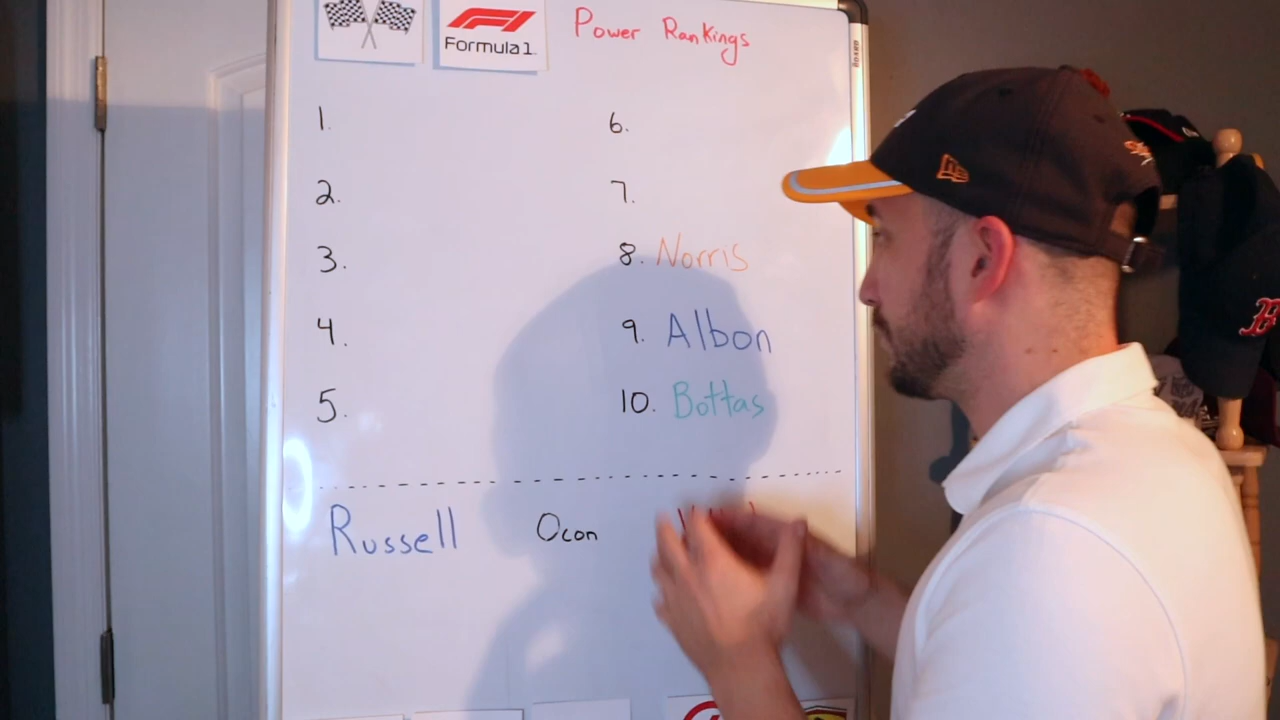 Formula 1
Power Rankings
1.
2.
3.
4.
5.
6.
7.
8. Norris
9. Albon
10. Bottas
Russell Ocon
B